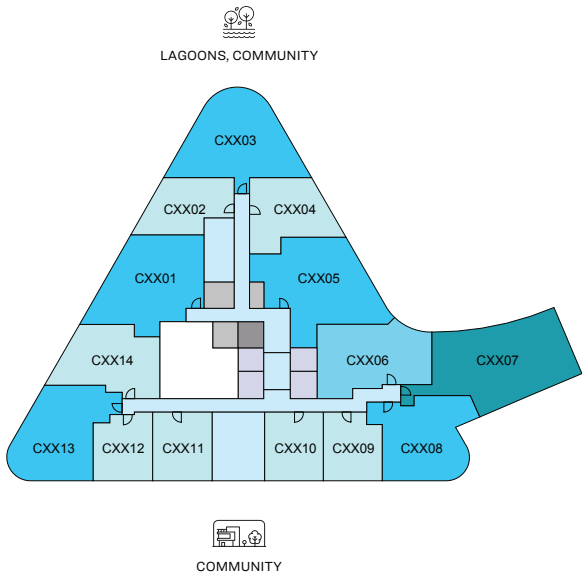 LAGOONS, COMMUNITY
CXX03
CXX02
CXX04
CXX01
CXX05
CXX14
CXX06
CXX07
CXX13
CXX12
CXX11
CXX10
CXX09
CXX08
COMMUNITY